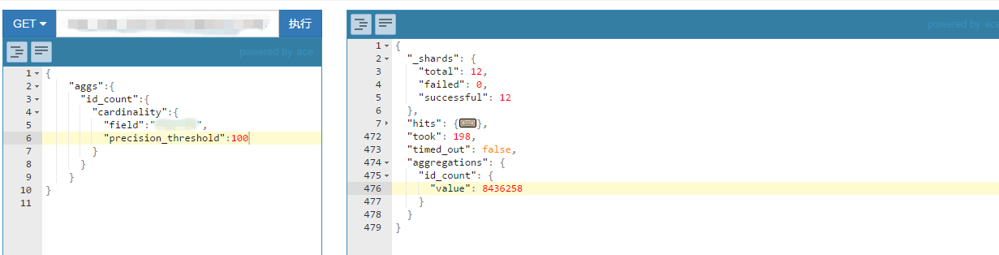 GET 执行
powered by ace
1 {
2 "aggs":{
3 "id_count":{
4 "cardinality":{
5 "field":" ",
6 "precision_threshold":100
7 }
8 }
9 }
10 }
11
powered by ace
1 {
2 "_shards": {
3 "total": 12,
4 "failed": 0,
5 "successful": 12
6 },
7 "hits": { },
472 "took": 198,
473 "timed_out": false,
474 "aggregations": {
475 "id_count": {
476 "value": 8436258
477 }
478 }
479 }